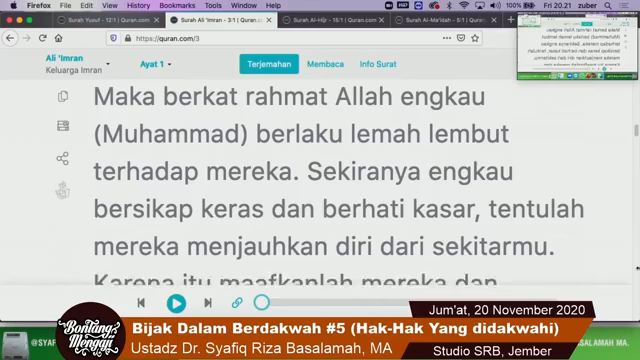 Firefox File Edit View History Bookmarks Tools Window Help
Fri 20.21 zuber
Surah Yusuf - 12:1 | Quran.com
Surah Ali 'Imran - 3:1 | Quran.com
Surah Al-Hijr - 15:1 | Quran.com
Surah Al-Ma'idah - 5:1 | Quran.com
https://quran.com/3
Ali 'Imran
Keluarga Imran
Ayat 1
Terjemahan
Membaca
Info Surat
Maka berkat rahmat Allah engkau
(Muhammad) berlaku lemah lembut
terhadap mereka. Sekiranya engkau
bersikap keras dan berhati kasar, tentulah
mereka menjauhkan diri dari sekitarmu.
Karena itu maafkanlah mereka dan
Bontang Mengaji
Jum'at, 20 November 2020
Bijak Dalam Berdakwah #5 (Hak-Hak Yang didakwahi)
Ustadz Dr. Syafiq Riza Basalamah, MA
Studio SRB, Jember